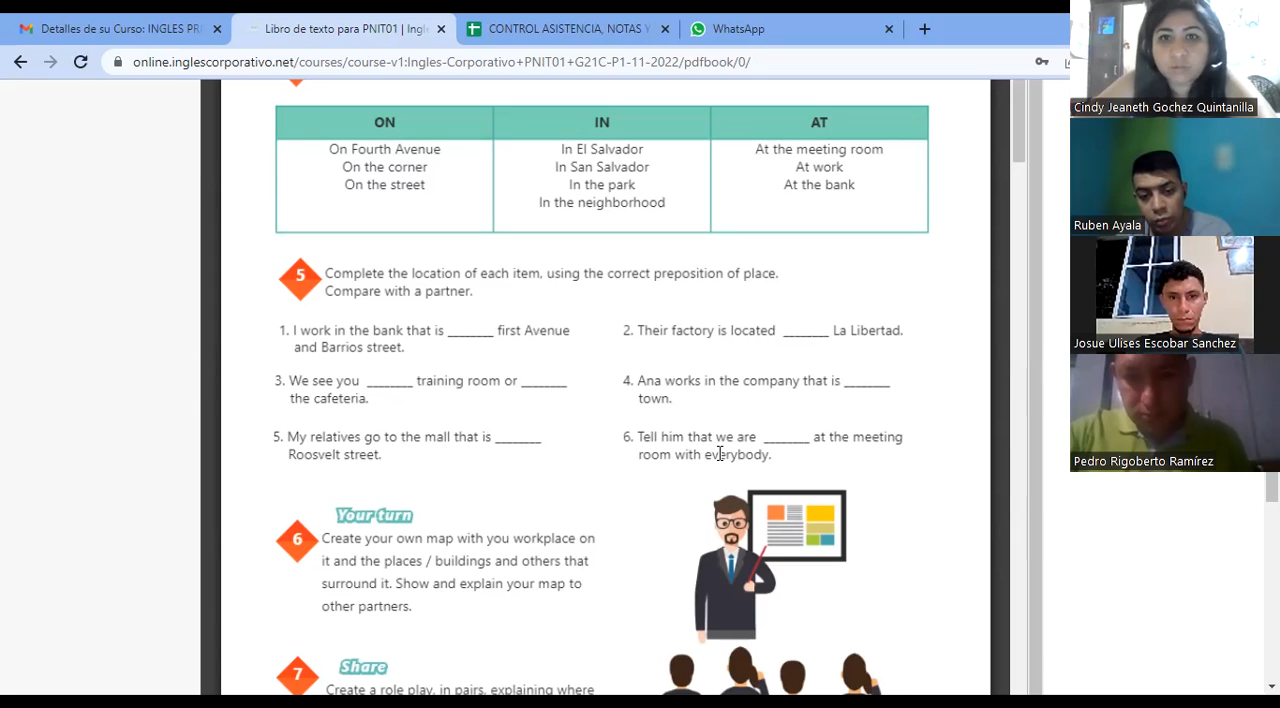 Detalles de su Curso: INGLES PRI
Libro de texto para PNIT01 | Ingl
CONTROL ASISTENCIA, NOTAS Y
WhatsApp
online.inglescorporativo.net/courses/course-v1:Ingles-Corporativo+PNIT01+G21C-P1-11-2022/pdfbook/0/
ON
IN
AT
On Fourth Avenue
On the corner
On the street
In El Salvador
In San Salvador
In the park
In the neighborhood
At the meeting room
At work
At the bank
5
Complete the location of each item, using the correct preposition of place.
Compare with a partner.
1. I work in the bank that is _______ first Avenue
and Barrios street.
2. Their factory is located _______ La Libertad.
3. We see you _______ training room or _______
the cafeteria.
4. Ana works in the company that is _______
town.
5. My relatives go to the mall that is _______
Roosvelt street.
6. Tell him that we are _______ at the meeting
room with everybody.
6
Your turn
Create your own map with you workplace on
it and the places / buildings and others that
surround it. Show and explain your map to
other partners.
7
Share
Create a role play, in pairs, explaining where
Cindy Jeaneth Gochez Quintanilla
Ruben Ayala
Josue Ulises Escobar Sanchez
Pedro Rigoberto Ramírez